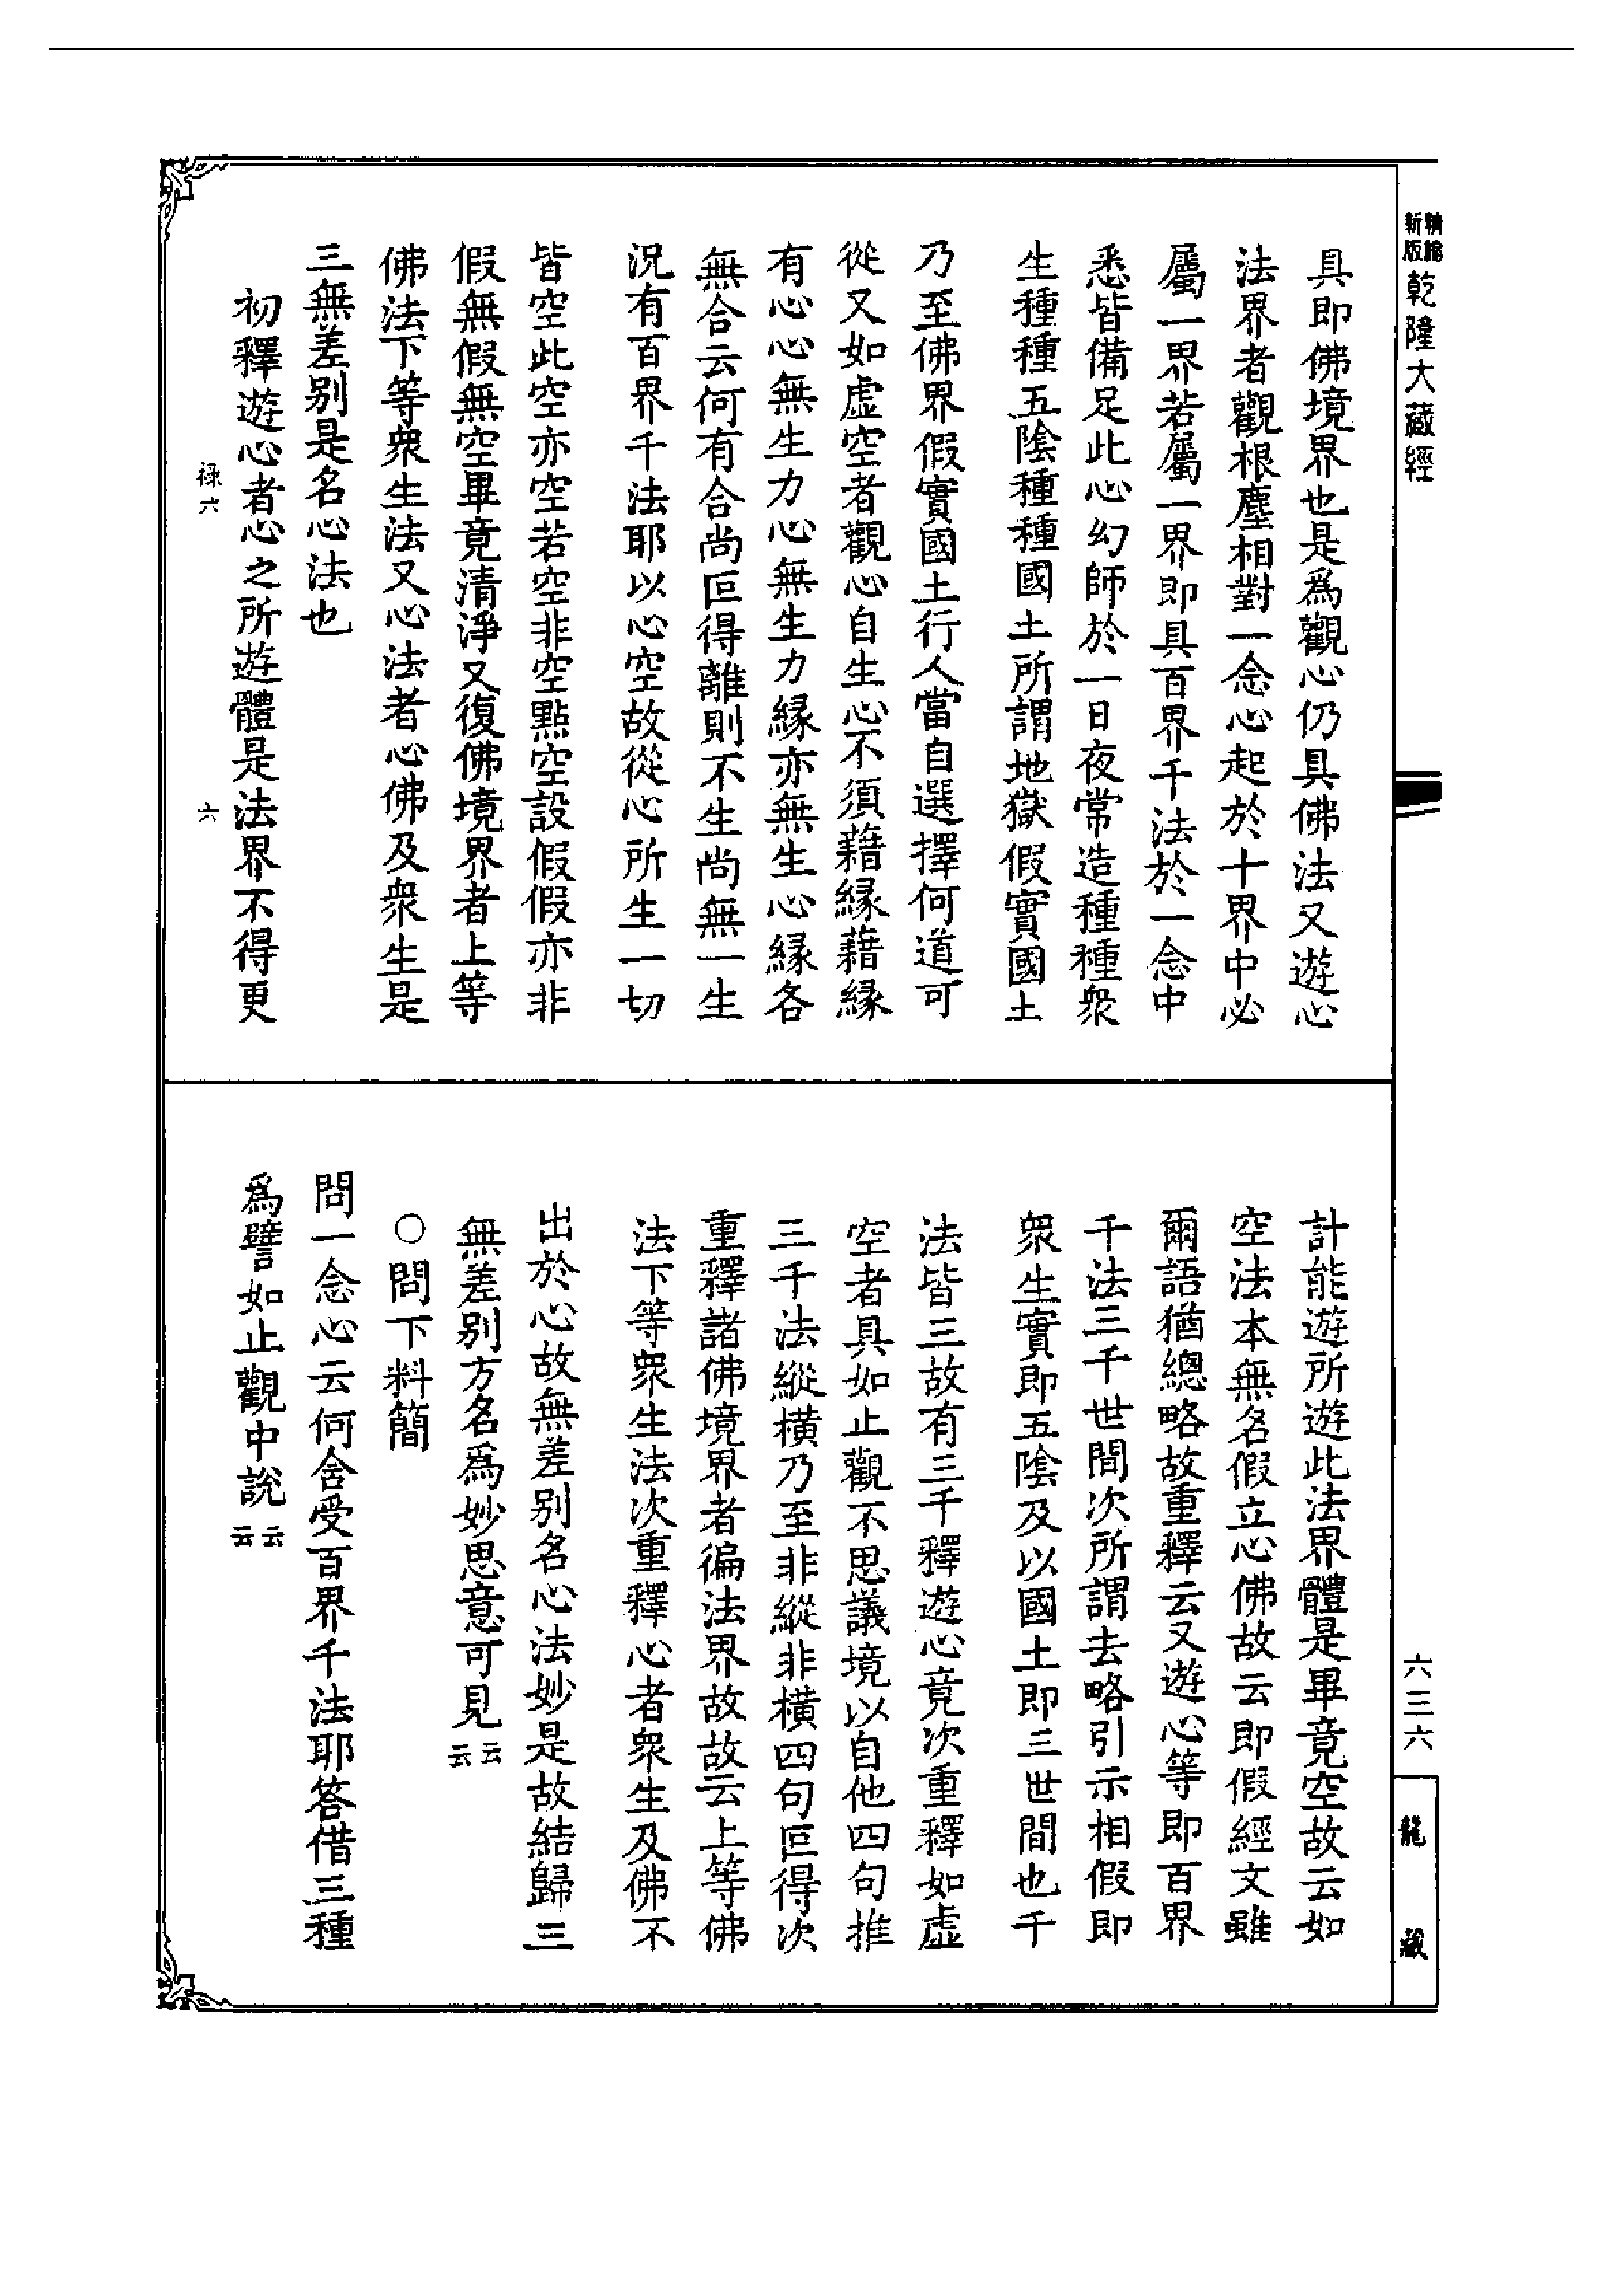 精縮新版乾隆大藏經
具即佛境界也是爲觀心仍具佛法又遊心
法界者觀根塵相對一念心起於十界中必
屬一界若屬一界即具百界千法於一念中
悉皆備足此心幻師於一日夜常造種種衆
生種種五陰種種國土所謂地獄假實國土
乃至佛界假實國土行人當自選擇何道可
從又如虛空者觀心自生心不須藉緣藉緣
有心心無生力心無生力緣亦無生心緣各
無合云何有合尚叵得離則不生尚無一生
況有百界千法耶以心空故從心所生一切
皆空此空亦空若空非空點空設假假亦非
假無假無空畢竟清淨又復佛境界者上等
佛法下等衆生法又心法者心佛及衆生是
三無差別是名心法也
初釋遊心者心之所遊體是法界不得更
祿六
六
計能遊所遊此法界體是畢竟空故云如
空法本無名假立心佛故云即假經文雖
爾語猶總略故重釋云又遊心等即百界
千法三千世間次所謂去略引示相假即
衆生實即五陰及以國土即三世間也千
法皆三故有三千釋遊心竟次重釋如虛
空者具如止觀不思議境以自他四句推
三千法縱橫乃至非縱非橫四句叵得次
重釋諸佛境界者徧法界故故云上等佛
法下等衆生法次重釋心者衆生及佛不
出於心故無差別名心法妙是故結歸三
無差別方名爲妙思意可見云云
○問下料簡
問一念心云何含受百界千法耶答借三種
爲譬如止觀中說云云
六三六
龍藏